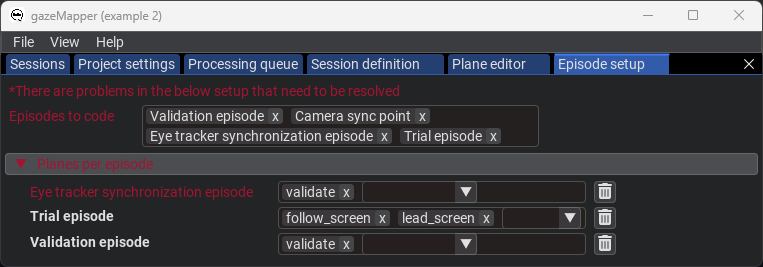 gazeMapper (example 2)
File View Help
Sessions Project settings Processing queue Session definition Plane editor Episode setup
*There are problems in the below setup that need to be resolved
Episodes to code Validation episode x Camera sync point x
Eye tracker synchronization episode x Trial episode x
Planes per episode
Eye tracker synchronization episode validate x
Trial episode follow_screen x lead_screen x
Validation episode validate x